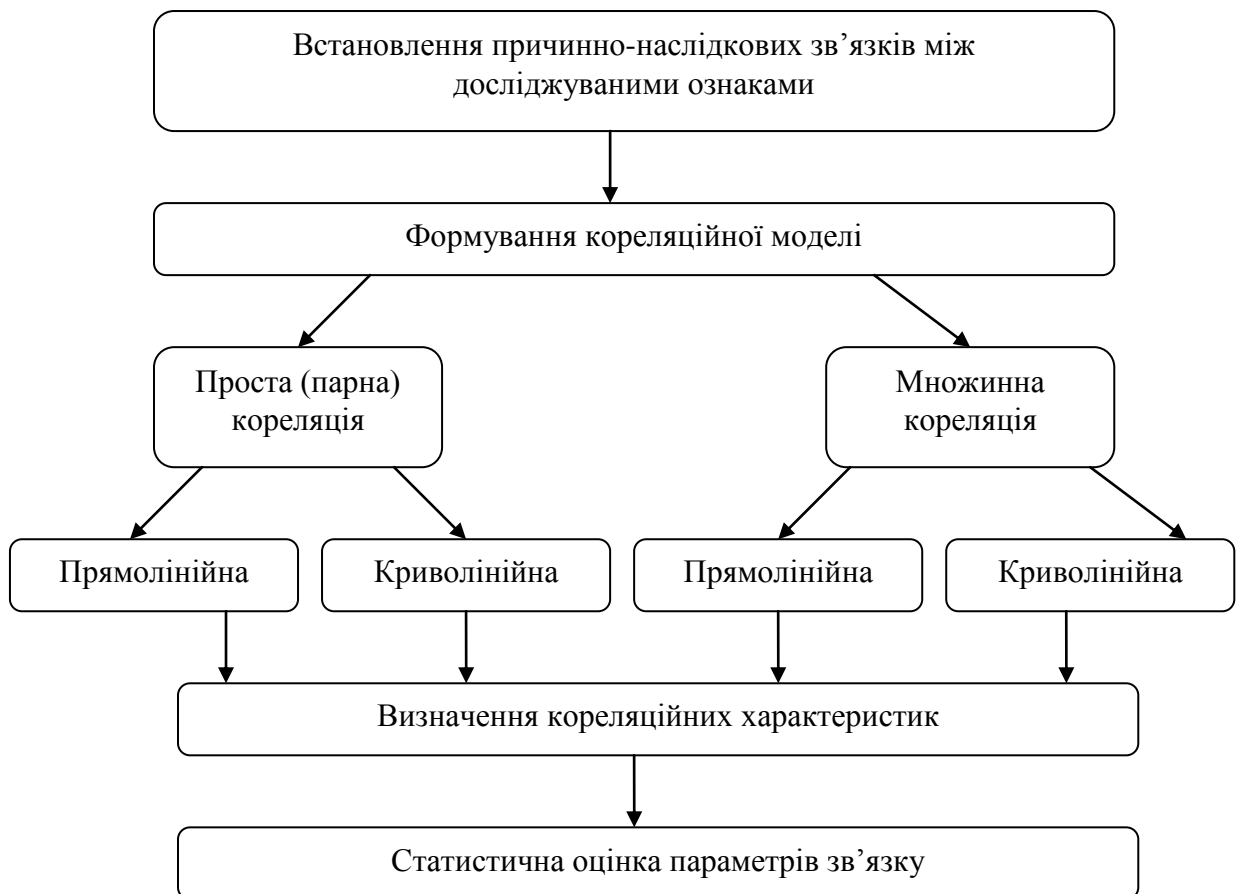 Встановлення причинно-наслідкових зв’язків між
досліджуваними ознаками
Формування кореляційної моделі
Проста (парна)
кореляція
Множинна
кореляція
Прямолінійна
Криволінійна
Прямолінійна
Криволінійна
Визначення кореляційних характеристик
Статистична оцінка параметрів зв’язку